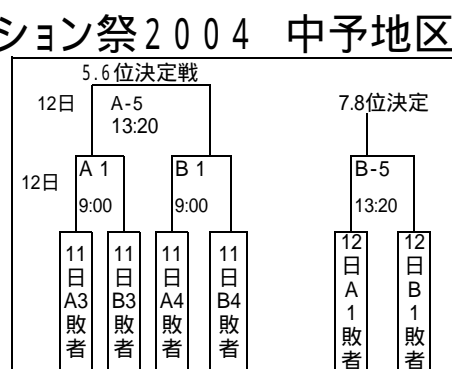 ション祭2004 中予地区
5.6位決定戦
12日 A-5 7.8位決定
13:20
12日 A 1 B 1 B-5
9:00 9:00 13:20
11日A3敗者
11日B3敗者
11日A4敗者
11日B4敗者
12日A1敗者
12日B1敗者